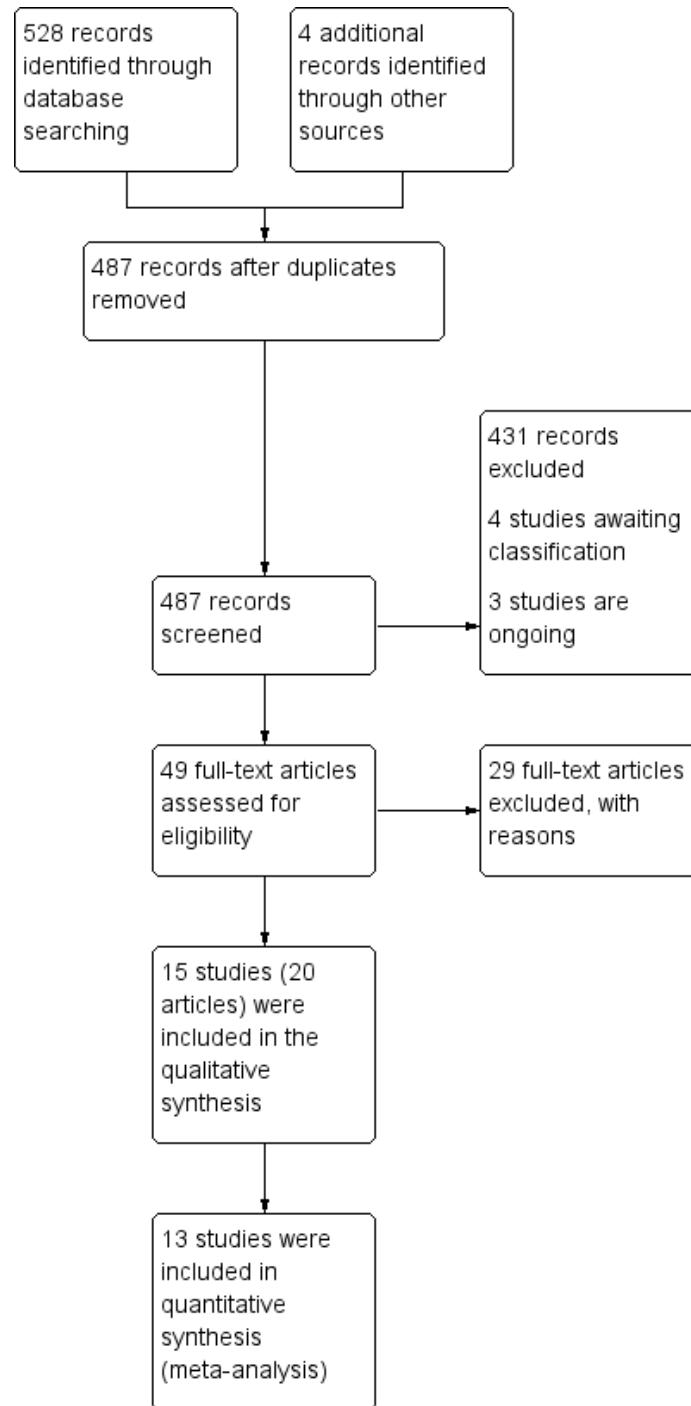 528 records
identified through
database
searching
4 additional
records identified
through other
sources
487 records after duplicates
removed
431 records
excluded
4 studies awaiting
classification
3 studies are
ongoing
487 records
screened
49 full-text articles
assessed for
eligibility
29 full-text articles
excluded, with
reasons
15 studies (20
articles) were
included in the
qualitative
synthesis
13 studies were
included in
quantitative
synthesis
(meta-analysis)